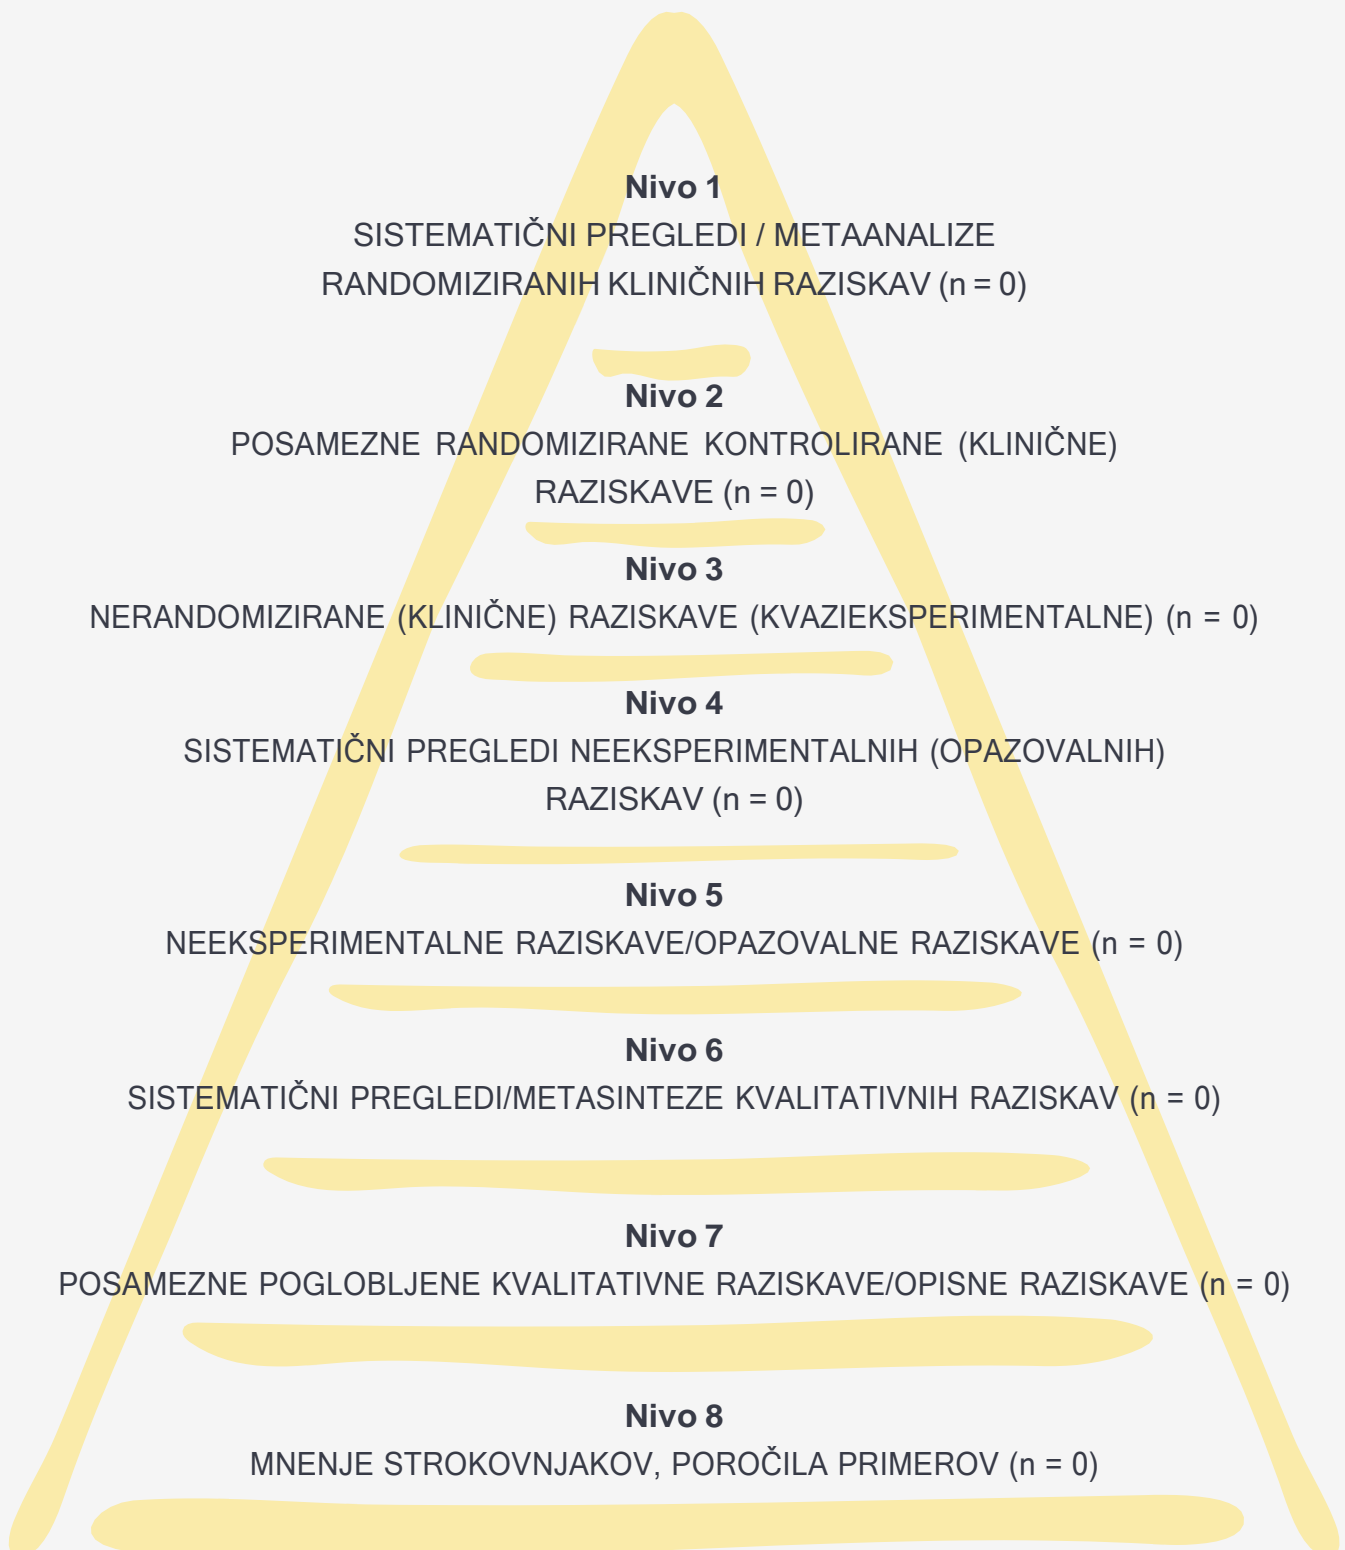 Nivo 1
SISTEMATIČNI PREGLEDI / METAANALIZE
RANDOMIZIRANIH KLINIČNIH RAZISKAV (n = 0)
Nivo 2
POSAMEZNE RANDOMIZIRANE KONTROLIRANE (KLINIČNE)
RAZISKAVE (n = 0)
Nivo 3
NERANDOMIZIRANE (KLINIČNE) RAZISKAVE (KVAZIEKSPERIMENTALNE) (n = 0)
Nivo 4
SISTEMATIČNI PREGLEDI NEEKSPERIMENTALNIH (OPAZOVALNIH)
RAZISKAV (n = 0)
Nivo 5
NEEKSPERIMENTALNE RAZISKAVE/OPAZOVALNE RAZISKAVE (n = 0)
Nivo 6
SISTEMATIČNI PREGLEDI/METASINTEZE KVALITATIVNIH RAZISKAV (n = 0)
Nivo 7
POSAMEZNE POGLOBLJENE KVALITATIVNE RAZISKAVE/OPISNE RAZISKAVE (n = 0)
Nivo 8
MNENJE STROKOVNJAKOV, POROČILA PRIMEROV (n = 0)